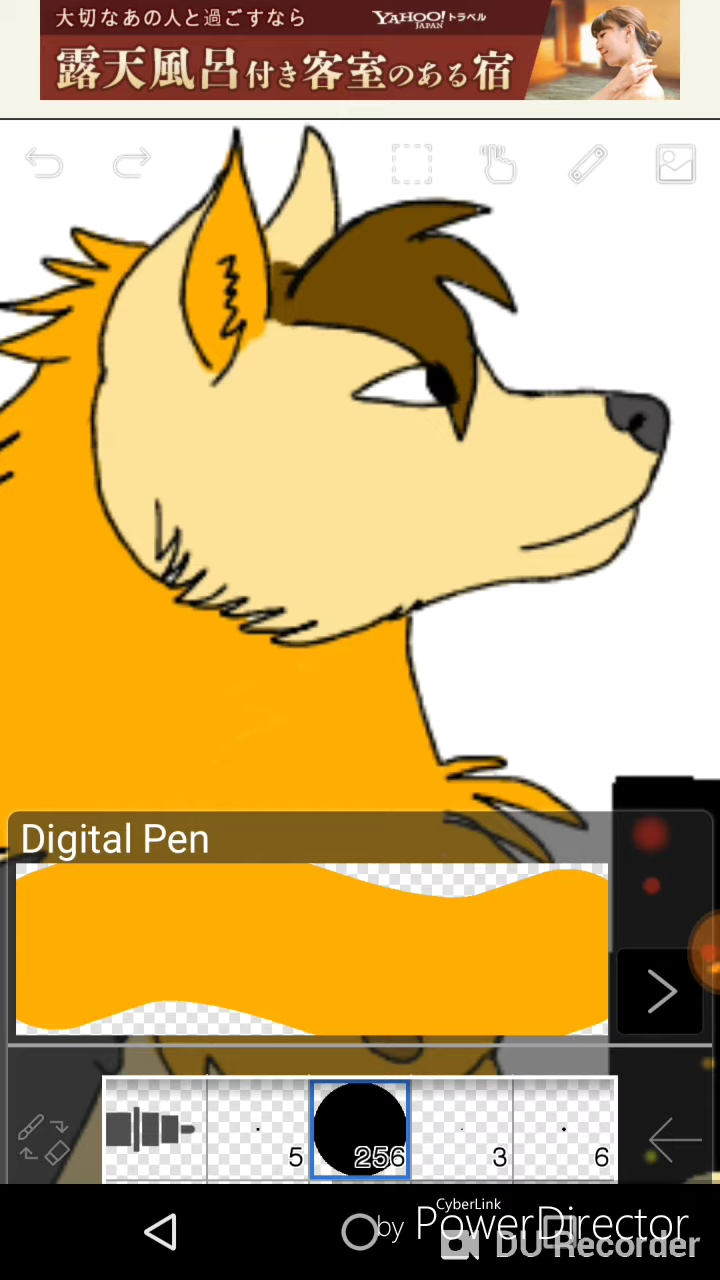 大切なあの人と過ごすなら
YAHOO! トラベル
JAPAN
露天風呂付き客室のある宿
Digital Pen
5
256
3
6
CyberLink
by PowerDirector
DU Recorder